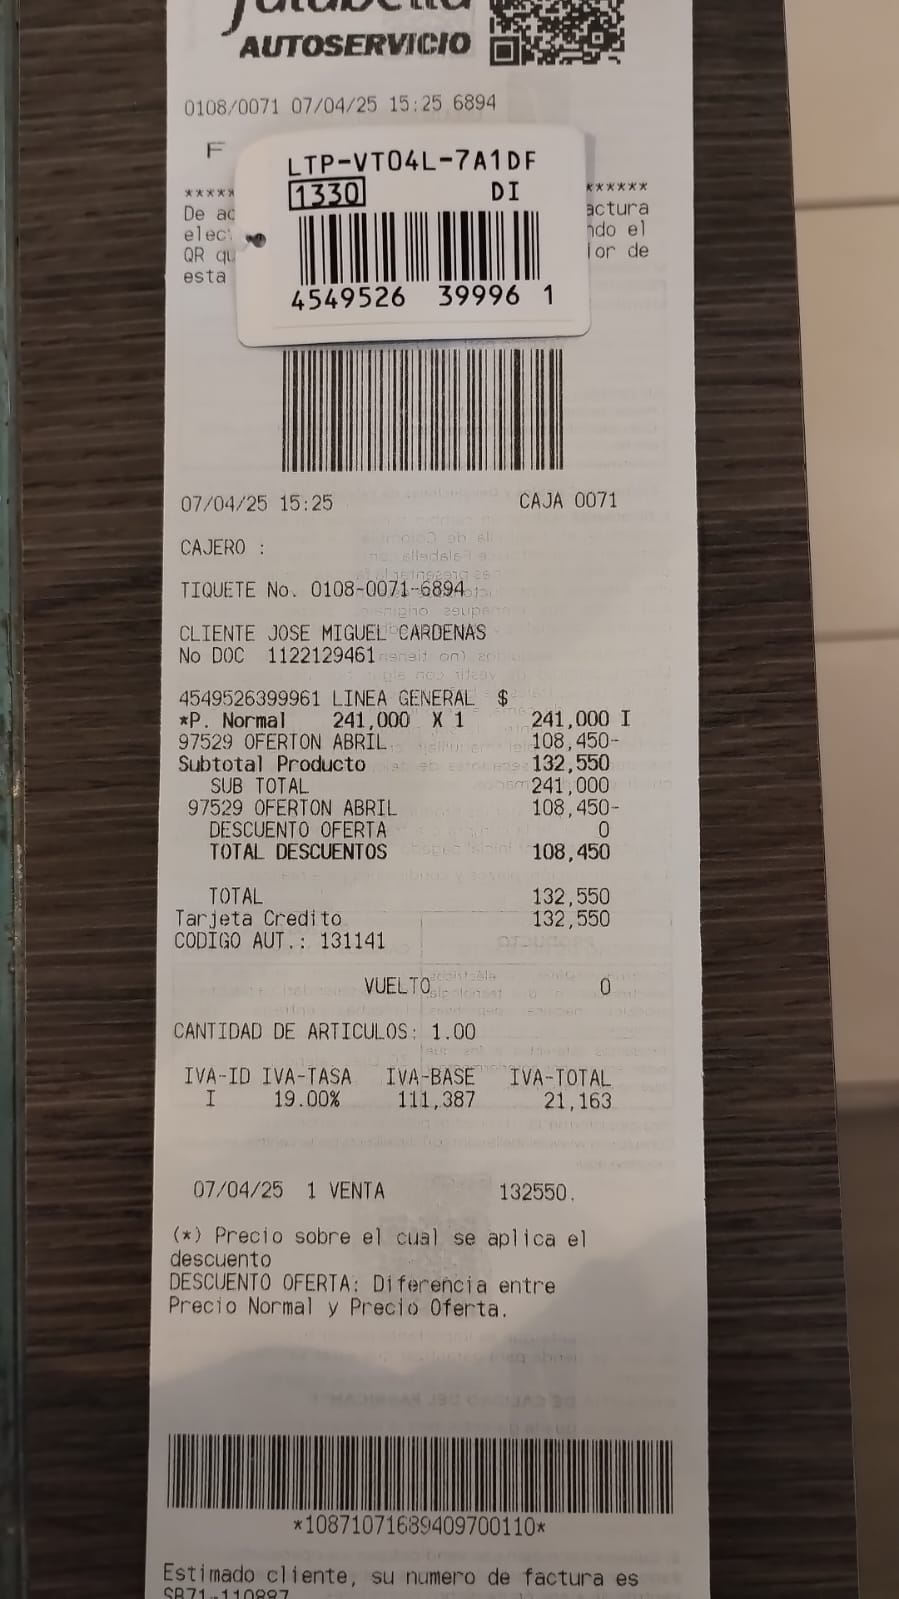 falabella
AUTOSERVICIO
0108/0071 07/04/25 15:25 6894
F
LTP-VT04L-7A1DF
1330 DI
4549526 39996 1
De
QR
esta
ndo el
de
07/04/25 15:25 CAJA 0071
CAJERO :
TIQUETE No. 0108-0071-6894
CLIENTE JOSE MIGUEL CARDENAS
No DOC 1122129461
4549526399961 LINEA GENERAL $
*P. Normal 241,000 X 1 241,000 I
97529 OFERTON ABRIL 108,450-
Subtotal Producto 132,550
SUB TOTAL 241,000
97529 OFERTON ABRIL 108,450-
DESCUENTO OFERTA 0
TOTAL DESCUENTOS 108,450
TOTAL 132,550
Tarjeta Credito 132,550
CODIGO AUT.: 131141
VUELTO 0
CANTIDAD DE ARTICULOS: 1.00
IVA-ID IVA-TASA IVA-BASE IVA-TOTAL
I 19.00% 111,387 21,163
07/04/25 1 VENTA 132550.
(*) Precio sobre el cual se aplica el
descuento
DESCUENTO OFERTA: Diferencia entre
Precio Normal y Precio Oferta.
*10871071689409700110*
Estimado cliente, su numero de factura es
SB71-110887